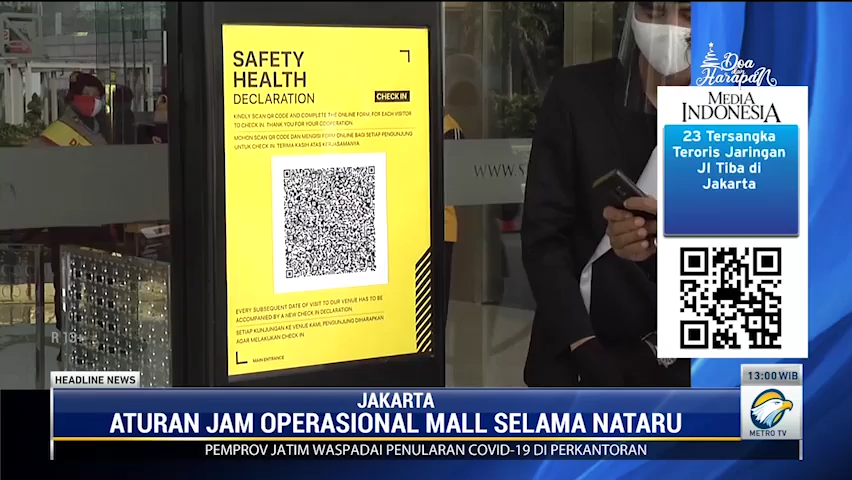 SAFETY
HEALTH
DECLARATION
CHECK IN
KINDLY SCAN QR CODE AND COMPLETE THE ONLINE FORM FOR EACH VISITOR
TO CHECK IN. THANK YOU FOR YOUR COOPERATION.
MOHON SCAN QR CODE DAN MENGISI FORM ONLINE BAGI SETIAP PENGUNJUNG
UNTUK CHECK IN. TERIMA KASIH ATAS KERJASAMANYA.
EVERY SUBSEQUENT DATE OF VISIT TO OUR VENUE HAS TO BE
ACCOMPANIED BY A NEW CHECK IN DECLARATION.
SETIAP KUNJUNGAN KE VENUE KAMI, PENGUNJUNG DIHARAPKAN
AGAR MELAKUKAN CHECK IN.
MAIN ENTRANCE
Doa
dan
Harapan
MEDIA
INDONESIA
23 Tersangka
Teroris Jaringan
JI Tiba di
Jakarta
R 13
HEADLINE NEWS
13:00 WIB
JAKARTA
ATURAN JAM OPERASIONAL MALL SELAMA NATARU
METRO TV
PEMPROV JATIM WASPADAI PENULARAN COVID-19 DI PERKANTORAN